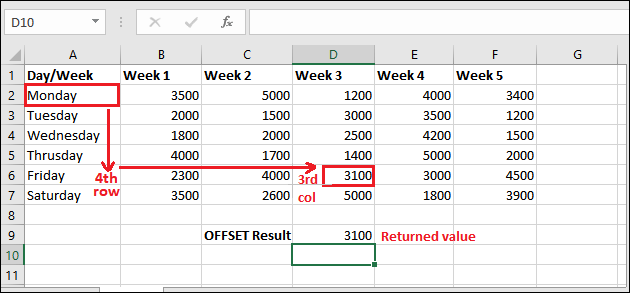 D10
A B C D E F G
1 Day/Week Week 1 Week 2 Week 3 Week 4 Week 5
2 Monday 3500 5000 1200 4000 3400
3 Tuesday 2000 1500 3000 3500 1200
4 Wednesday 1800 2000 2500 4200 1500
5 Thrusday 4000 1700 1400 5000 2000
6 Friday 4th row 2300 4000 3rd col 3100 3000 4500
7 Saturday 3500 2600 5000 1800 3900
8
9 OFFSET Result 3100 Returned value
10
11